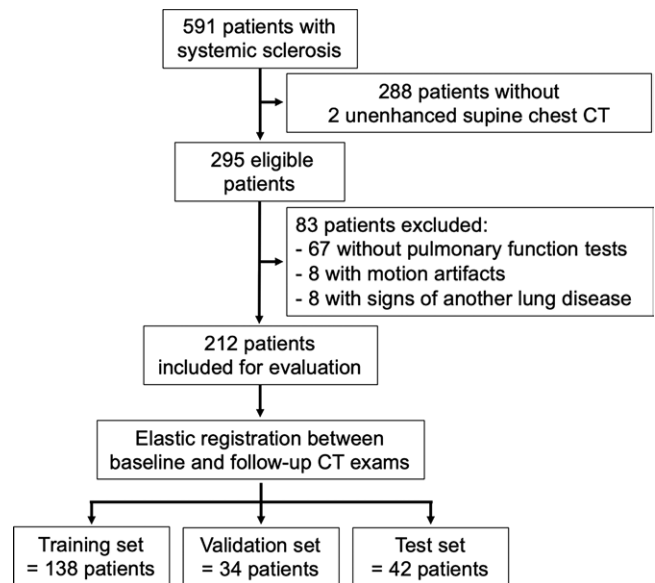 591 patients with
systemic sclerosis
288 patients without
2 unenhanced supine chest CT
295 eligible
patients
83 patients excluded:
- 67 without pulmonary function tests
- 8 with motion artifacts
- 8 with signs of another lung disease
212 patients
included for evaluation
Elastic registration between
baseline and follow-up CT exams
Training set
= 138 patients
Validation set
= 34 patients
Test set
= 42 patients